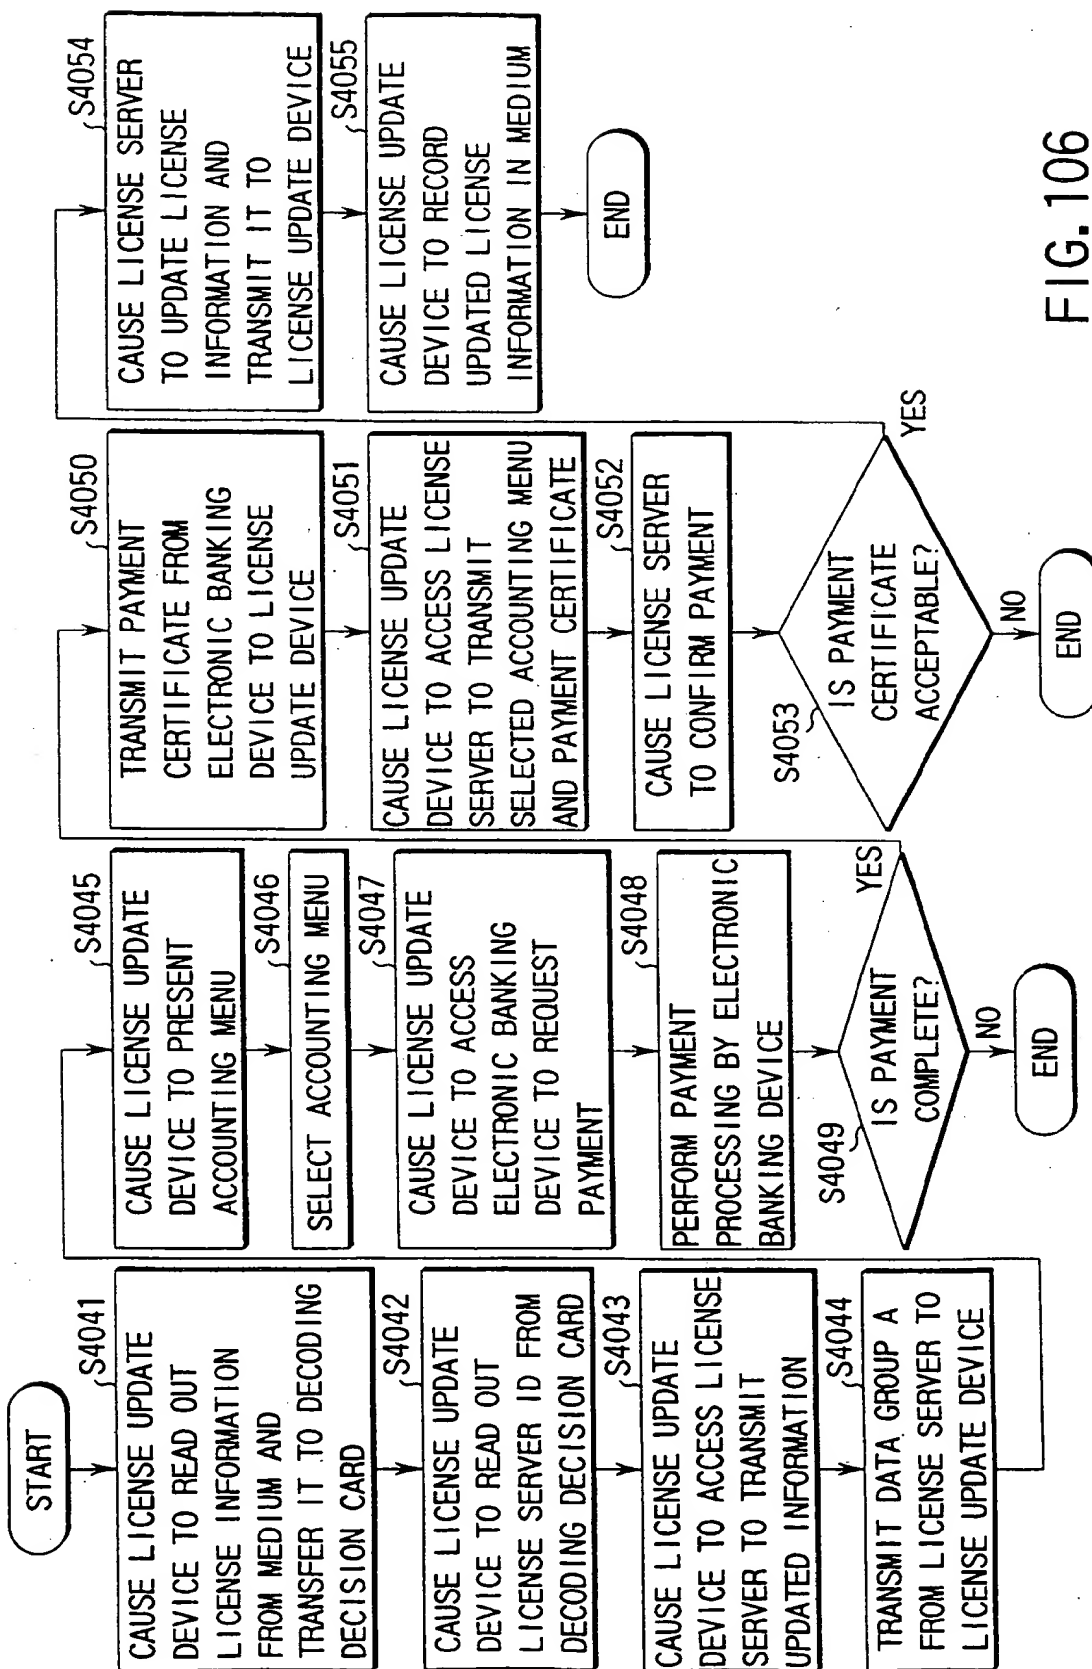 START
S4041
CAUSE LICENSE UPDATE
DEVICE TO READ OUT
LICENSE INFORMATION
FROM MEDIUM AND
TRANSFER IT TO DECODING
DECISION CARD
S4042
CAUSE LICENSE UPDATE
DEVICE TO READ OUT
LICENSE SERVER ID FROM
DECODING DECISION CARD
S4043
CAUSE LICENSE UPDATE
DEVICE TO ACCESS LICENSE
SERVER TO TRANSMIT
UPDATED INFORMATION
S4044
TRANSMIT DATA GROUP A
FROM LICENSE SERVER TO
LICENSE UPDATE DEVICE
S4045
CAUSE LICENSE UPDATE
DEVICE TO PRESENT
ACCOUNTING MENU
S4046
SELECT ACCOUNTING MENU
S4047
CAUSE LICENSE UPDATE
DEVICE TO ACCESS
ELECTRONIC BANKING
DEVICE TO REQUEST
PAYMENT
S4048
PERFORM PAYMENT
PROCESSING BY ELECTRONIC
BANKING DEVICE
S4049
IS PAYMENT
COMPLETE?
YES
NO
END
S4050
TRANSMIT PAYMENT
CERTIFICATE FROM
ELECTRONIC BANKING
DEVICE TO LICENSE
UPDATE DEVICE
S4051
CAUSE LICENSE UPDATE
DEVICE TO ACCESS LICENSE
SERVER TO TRANSMIT
SELECTED ACCOUNTING MENU
AND PAYMENT CERTIFICATE
S4052
CAUSE LICENSE SERVER
TO CONFIRM PAYMENT
S4053
IS PAYMENT
CERTIFICATE
ACCEPTABLE?
YES
NO
END
S4054
CAUSE LICENSE SERVER
TO UPDATE LICENSE
INFORMATION AND
TRANSMIT IT TO
LICENSE UPDATE DEVICE
S4055
CAUSE LICENSE UPDATE
DEVICE TO RECORD
UPDATED LICENSE
INFORMATION IN MEDIUM
END
FIG. 106